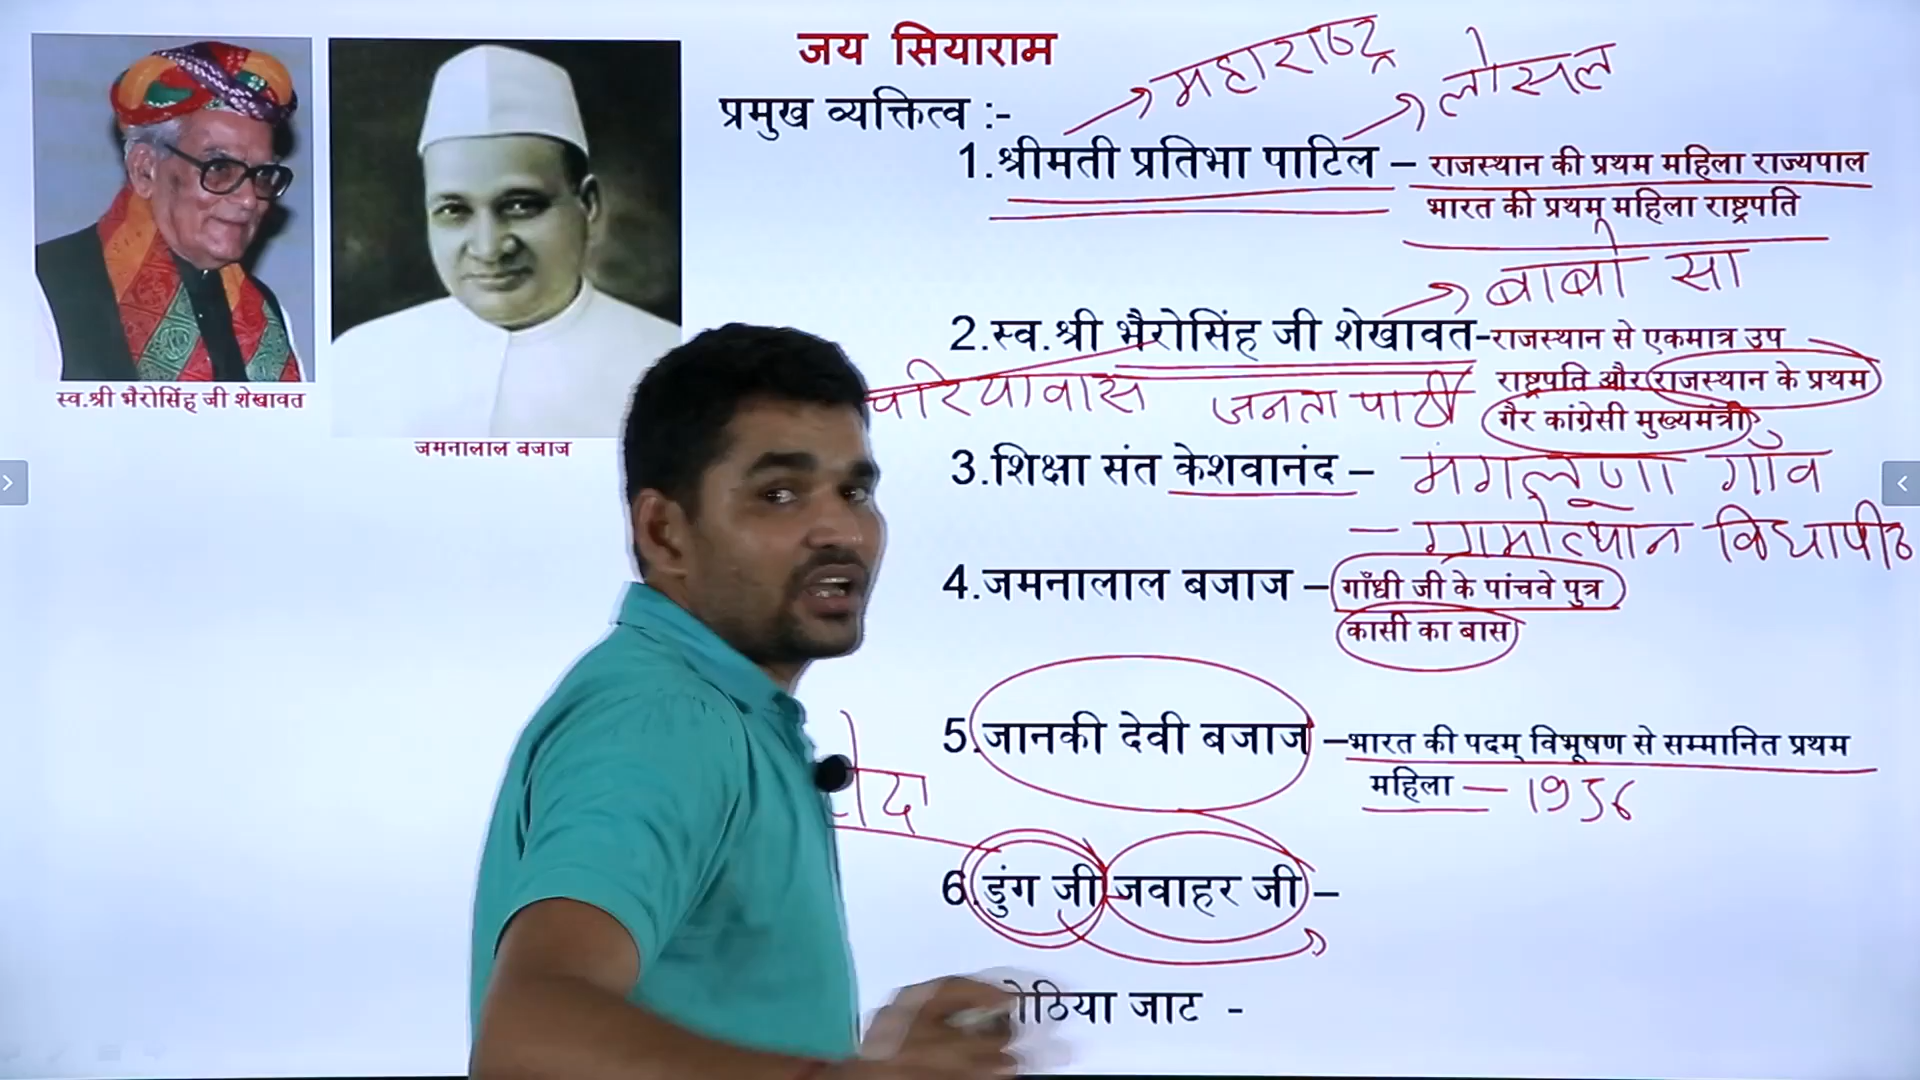 जय सियाराम
महाराष्ट्र
लोसल
प्रमुख व्यक्तित्व :-
1.श्रीमती प्रतिभा पाटिल – राजस्थान की प्रथम महिला राज्यपाल
भारत की प्रथम् महिला राष्ट्रपति
बाबो सा
2.स्व.श्री भैरोसिंह जी शेखावत-राजस्थान से एकमात्र उप
राष्ट्रपति और राजस्थान के प्रथम
गैर कांग्रेसी मुख्यमंत्री
जनता पार्टी
3.शिक्षा संत केशवानंद – मंगलूणा गाँव
– ग्रामोत्थान विद्यापीठ
4.जमनालाल बजाज –गाँधी जी के पांचवे पुत्र
कासी का बास
5.जानकी देवी बजाज –भारत की पदम् विभूषण से सम्मानित प्रथम
महिला – 1956
6.डुंग जी जवाहर जी –
जाट -
स्व.श्री भैरोसिंह जी शेखावत
जमनालाल बजाज